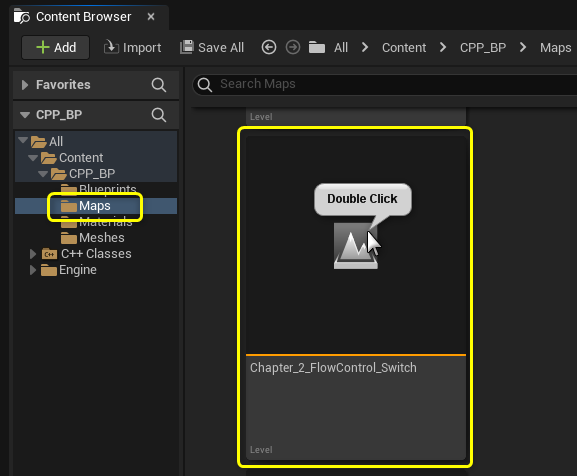 Content Browser
Add
Import
Save All
All
Content
CPP_BP
Maps
Favorites
Search Maps
CPP_BP
Level
All
Content
CPP_BP
Blueprints
Maps
Materials
Meshes
C++ Classes
Engine
Double Click
Chapter_2_FlowControl_Switch
Level